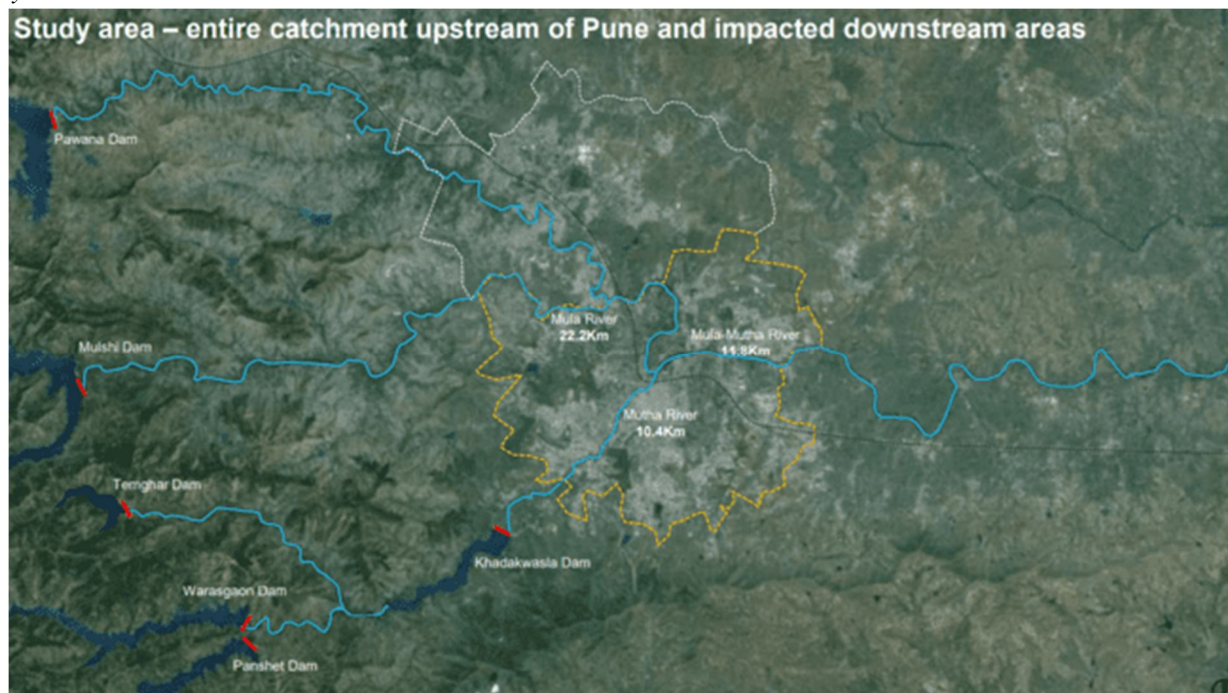 Study area – entire catchment upstream of Pune and impacted downstream areas
Pawana Dam
Mula River
22.2Km
Mula-Mutha River
11.8Km
Mulshi Dam
Mutha River
10.4Km
Temghar Dam
Khadakwasla Dam
Warasgaon Dam
Panshet Dam